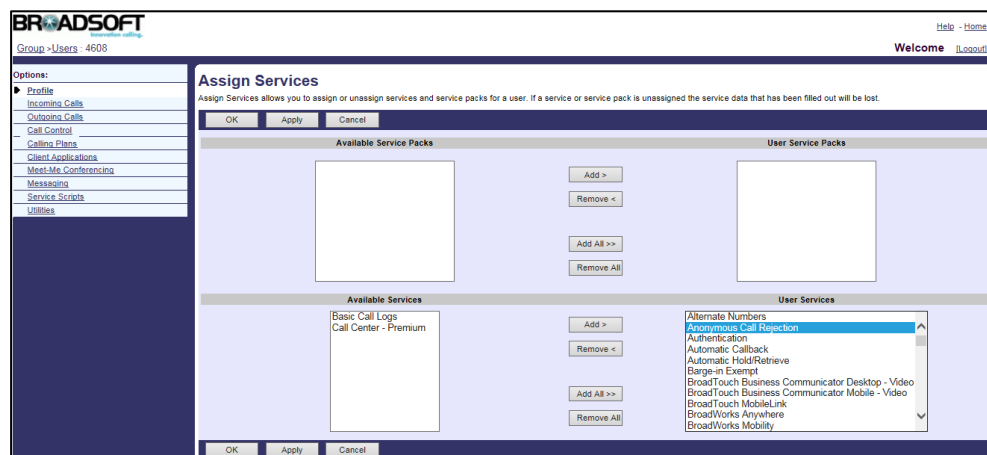 BROADSOFT
innovation calling.
Help - Home
Group >Users : 4608
Welcome [Logout]
Options:
Profile
Incoming Calls
Outgoing Calls
Call Control
Calling Plans
Client Applications
Meet-Me Conferencing
Messaging
Service Scripts
Utilities
Assign Services
Assign Services allows you to assign or unassign services and service packs for a user. If a service or service pack is unassigned the service data that has been filled out will be lost.
OK Apply Cancel
Available Service Packs User Service Packs
Add >
Remove <
Add All >>
Remove All
Available Services User Services
Basic Call Logs
Call Center - Premium
Add >
Remove <
Add All >>
Remove All
Alternate Numbers
Anonymous Call Rejection
Authentication
Automatic Callback
Automatic Hold/Retrieve
Barge-in Exempt
BroadTouch Business Communicator Desktop - Video
BroadTouch Business Communicator Mobile - Video
BroadTouch MobileLink
BroadWorks Anywhere
BroadWorks Mobility
OK Apply Cancel